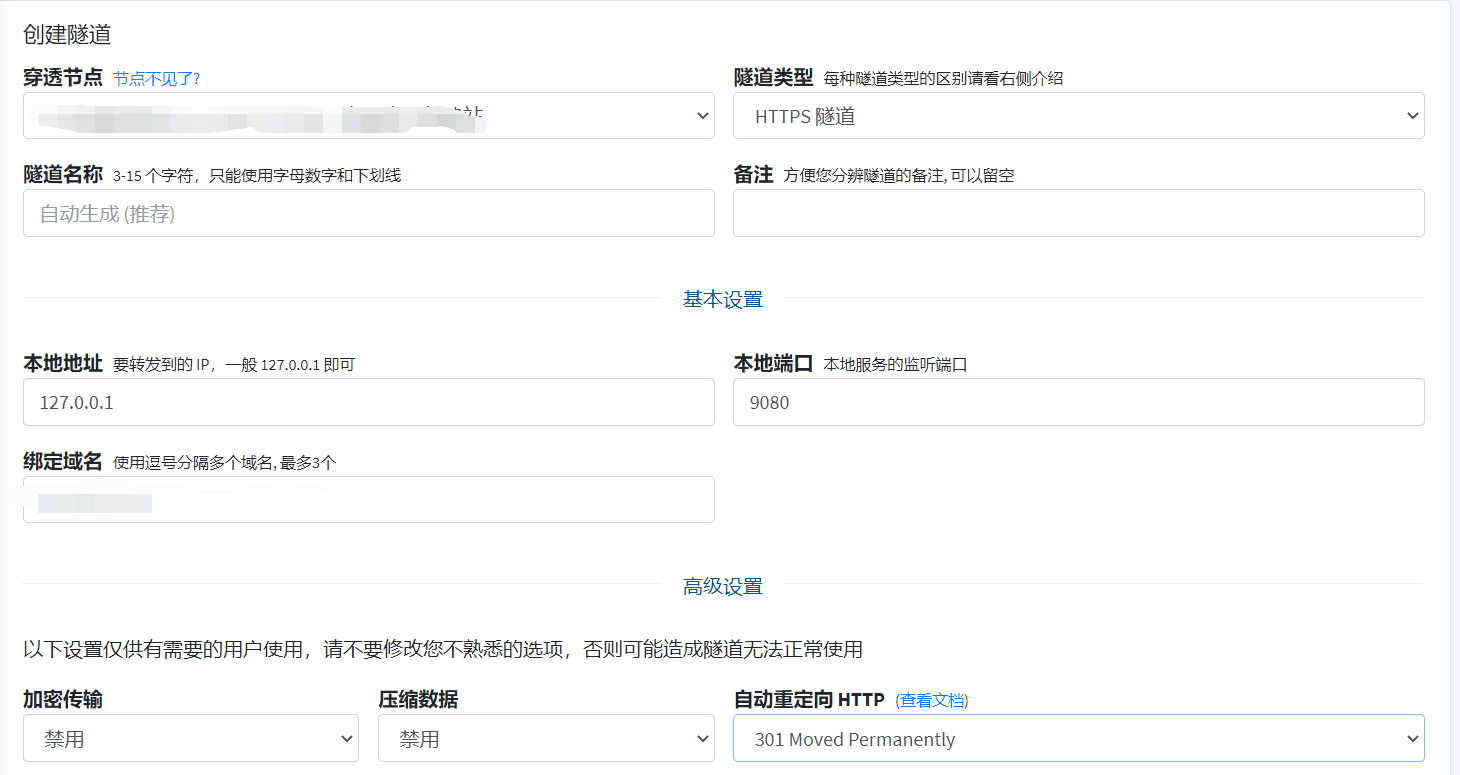 创建隧道
穿透节点 节点不见了?
隧道类型 每种隧道类型的区别请看右侧介绍
HTTPS 隧道
隧道名称 3-15 个字符，只能使用字母数字和下划线
备注 方便您分辨隧道的备注, 可以留空
自动生成 (推荐)
基本设置
本地地址 要转发到的 IP，一般 127.0.0.1 即可
本地端口 本地服务的监听端口
127.0.0.1
9080
绑定域名 使用逗号分隔多个域名, 最多3个
高级设置
以下设置仅供有需要的用户使用，请不要修改您不熟悉的选项，否则可能造成隧道无法正常使用
加密传输
压缩数据
自动重定向 HTTP (查看文档)
禁用
禁用
301 Moved Permanently